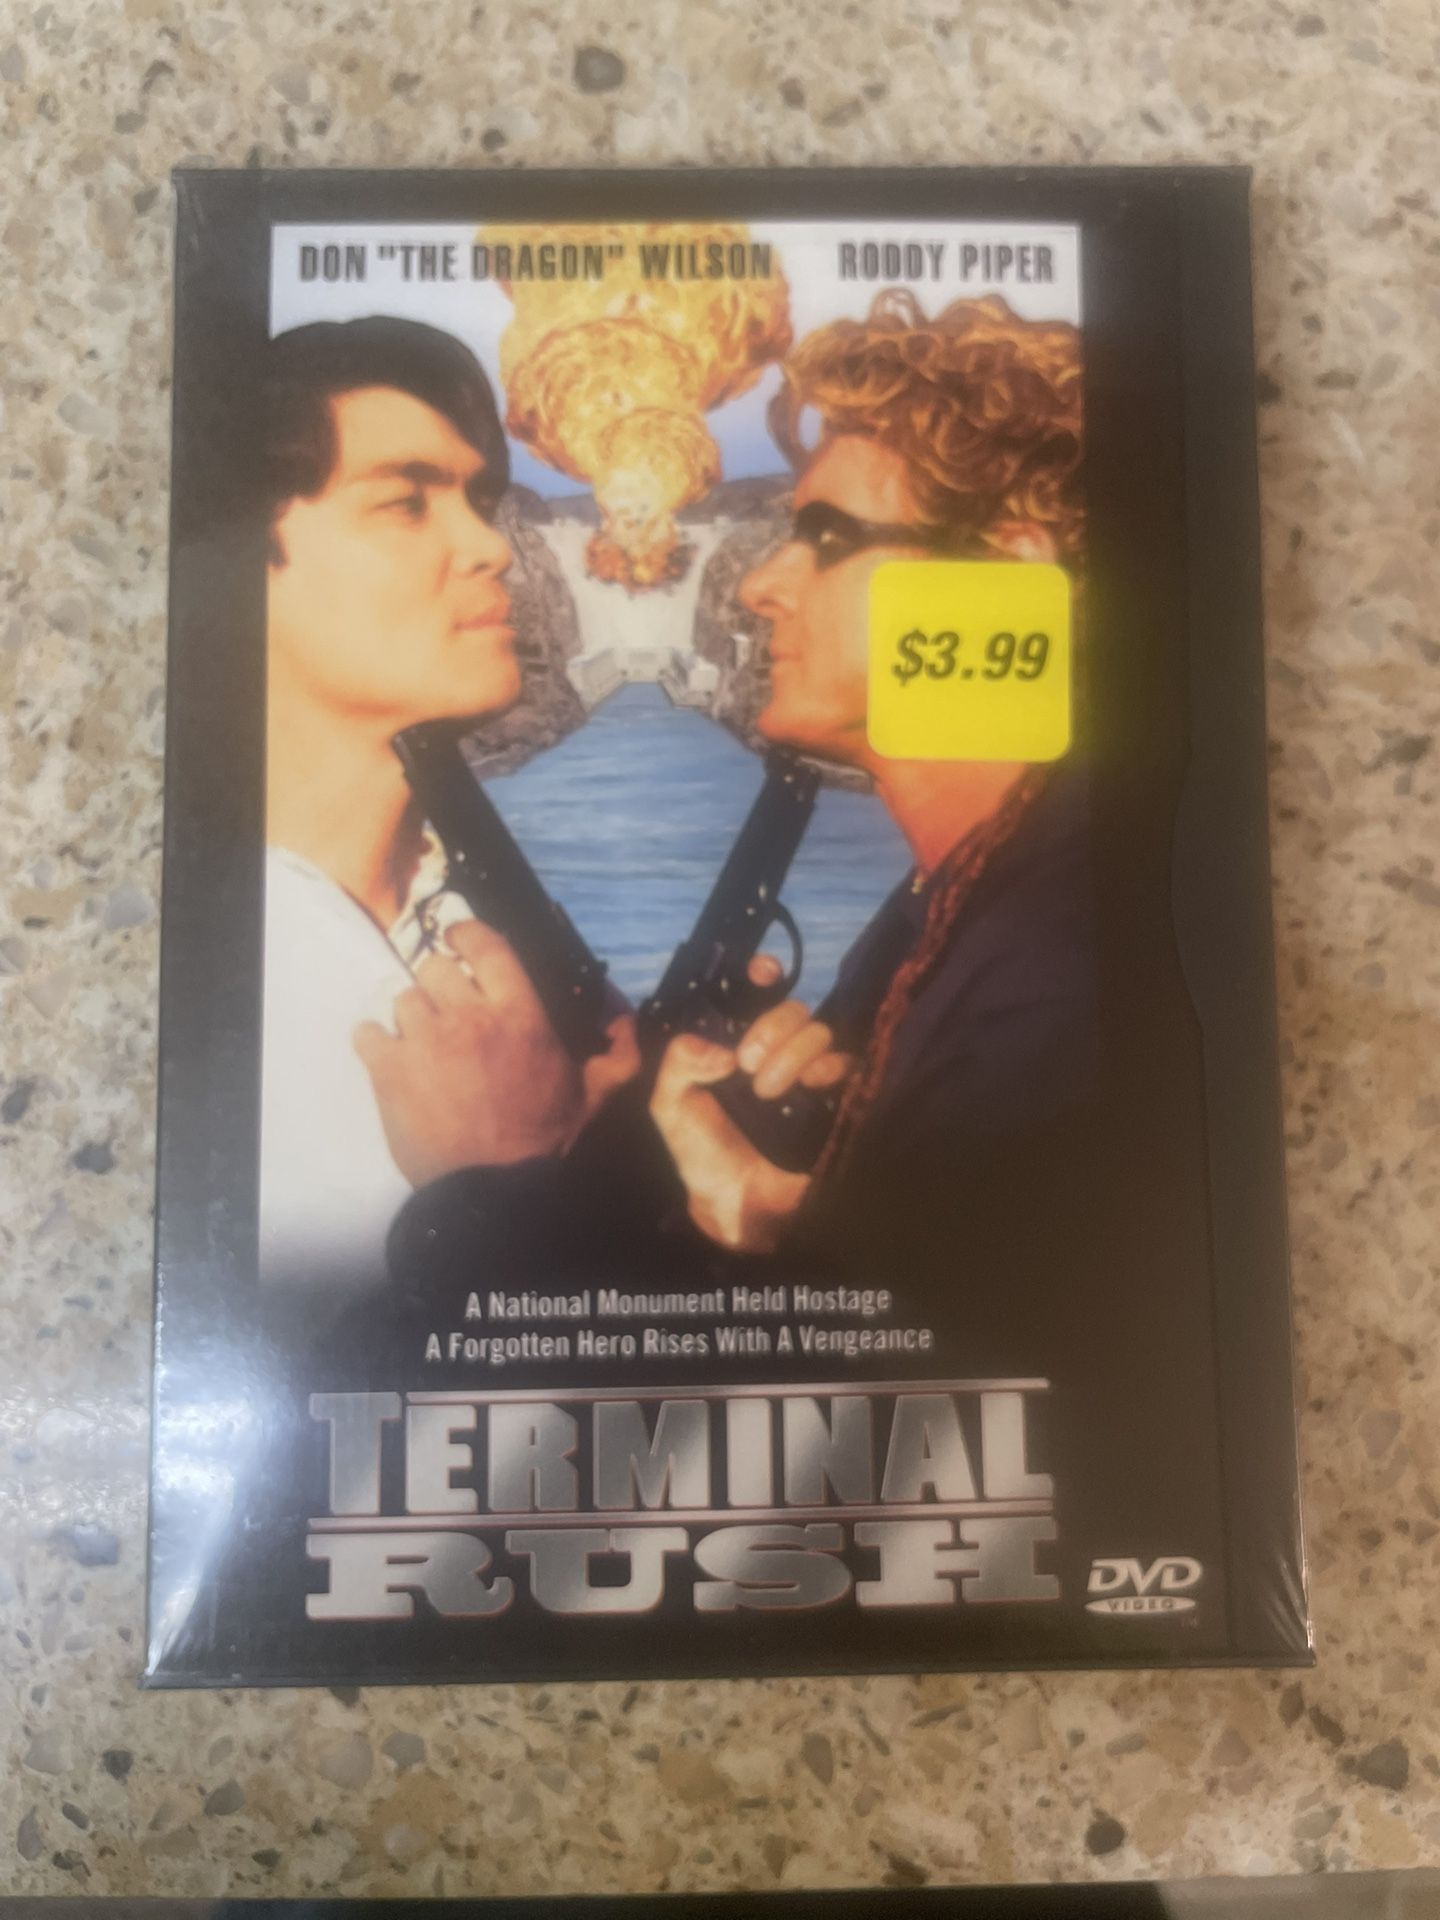 DON "THE DRAGON" WILSON RODDY PIPER
$3.99
A National Monument Held Hostage
A Forgotten Hero Rises With A Vengeance
TERMINAL
RUSH
DVD
VIDEO